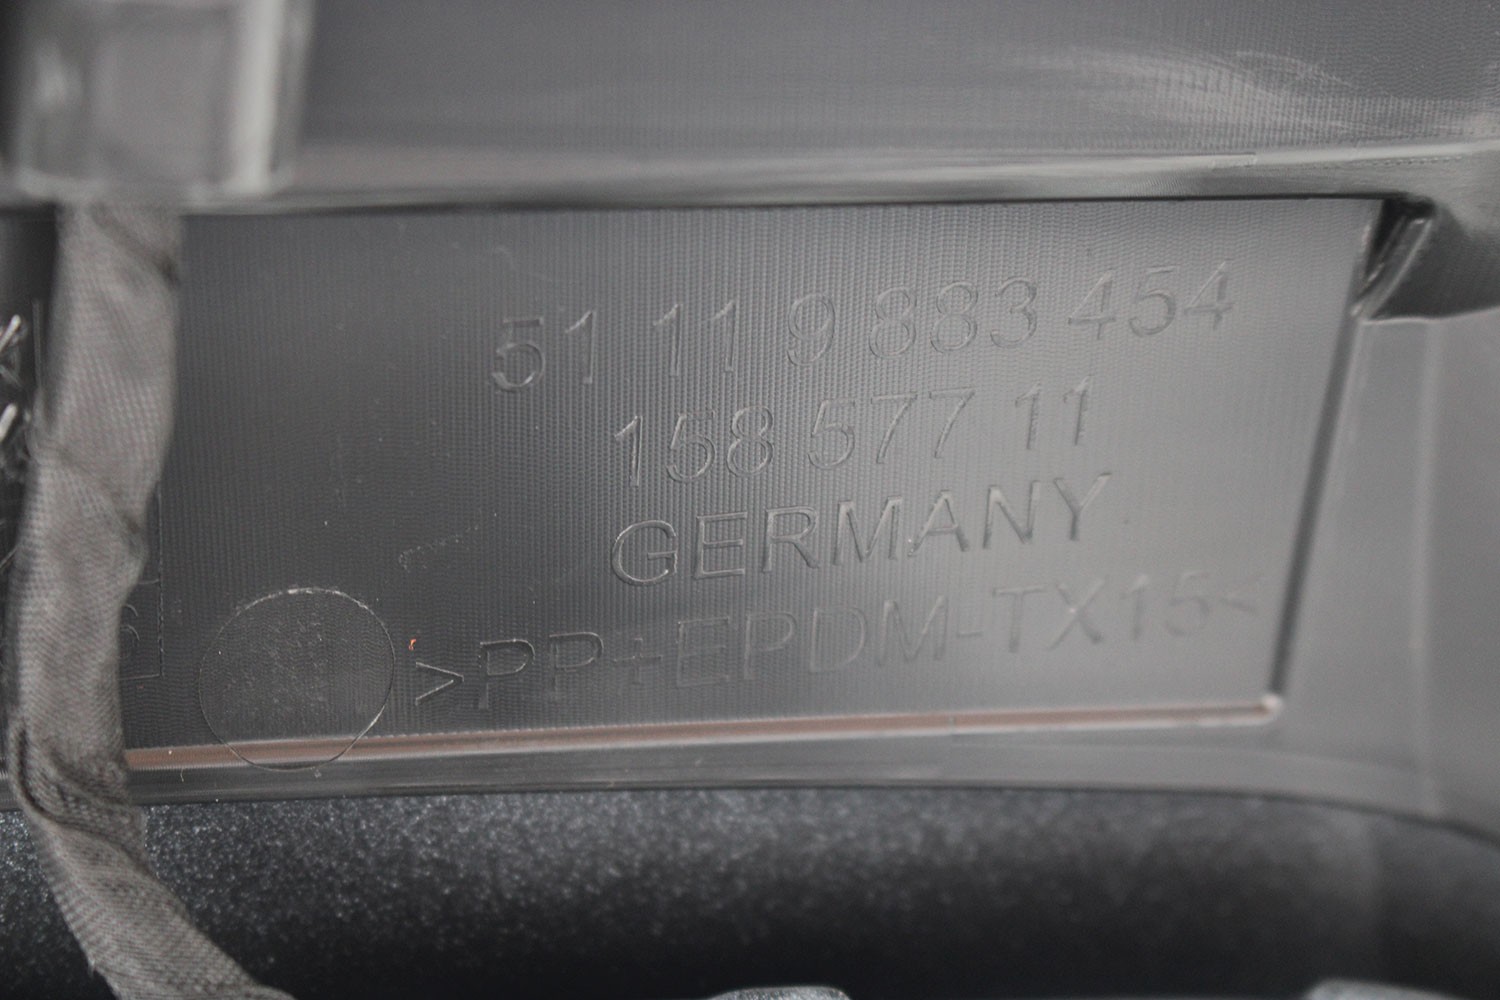 51 11 9 883 454
158 577 11
GERMANY
>PP+EPDM-TX15<